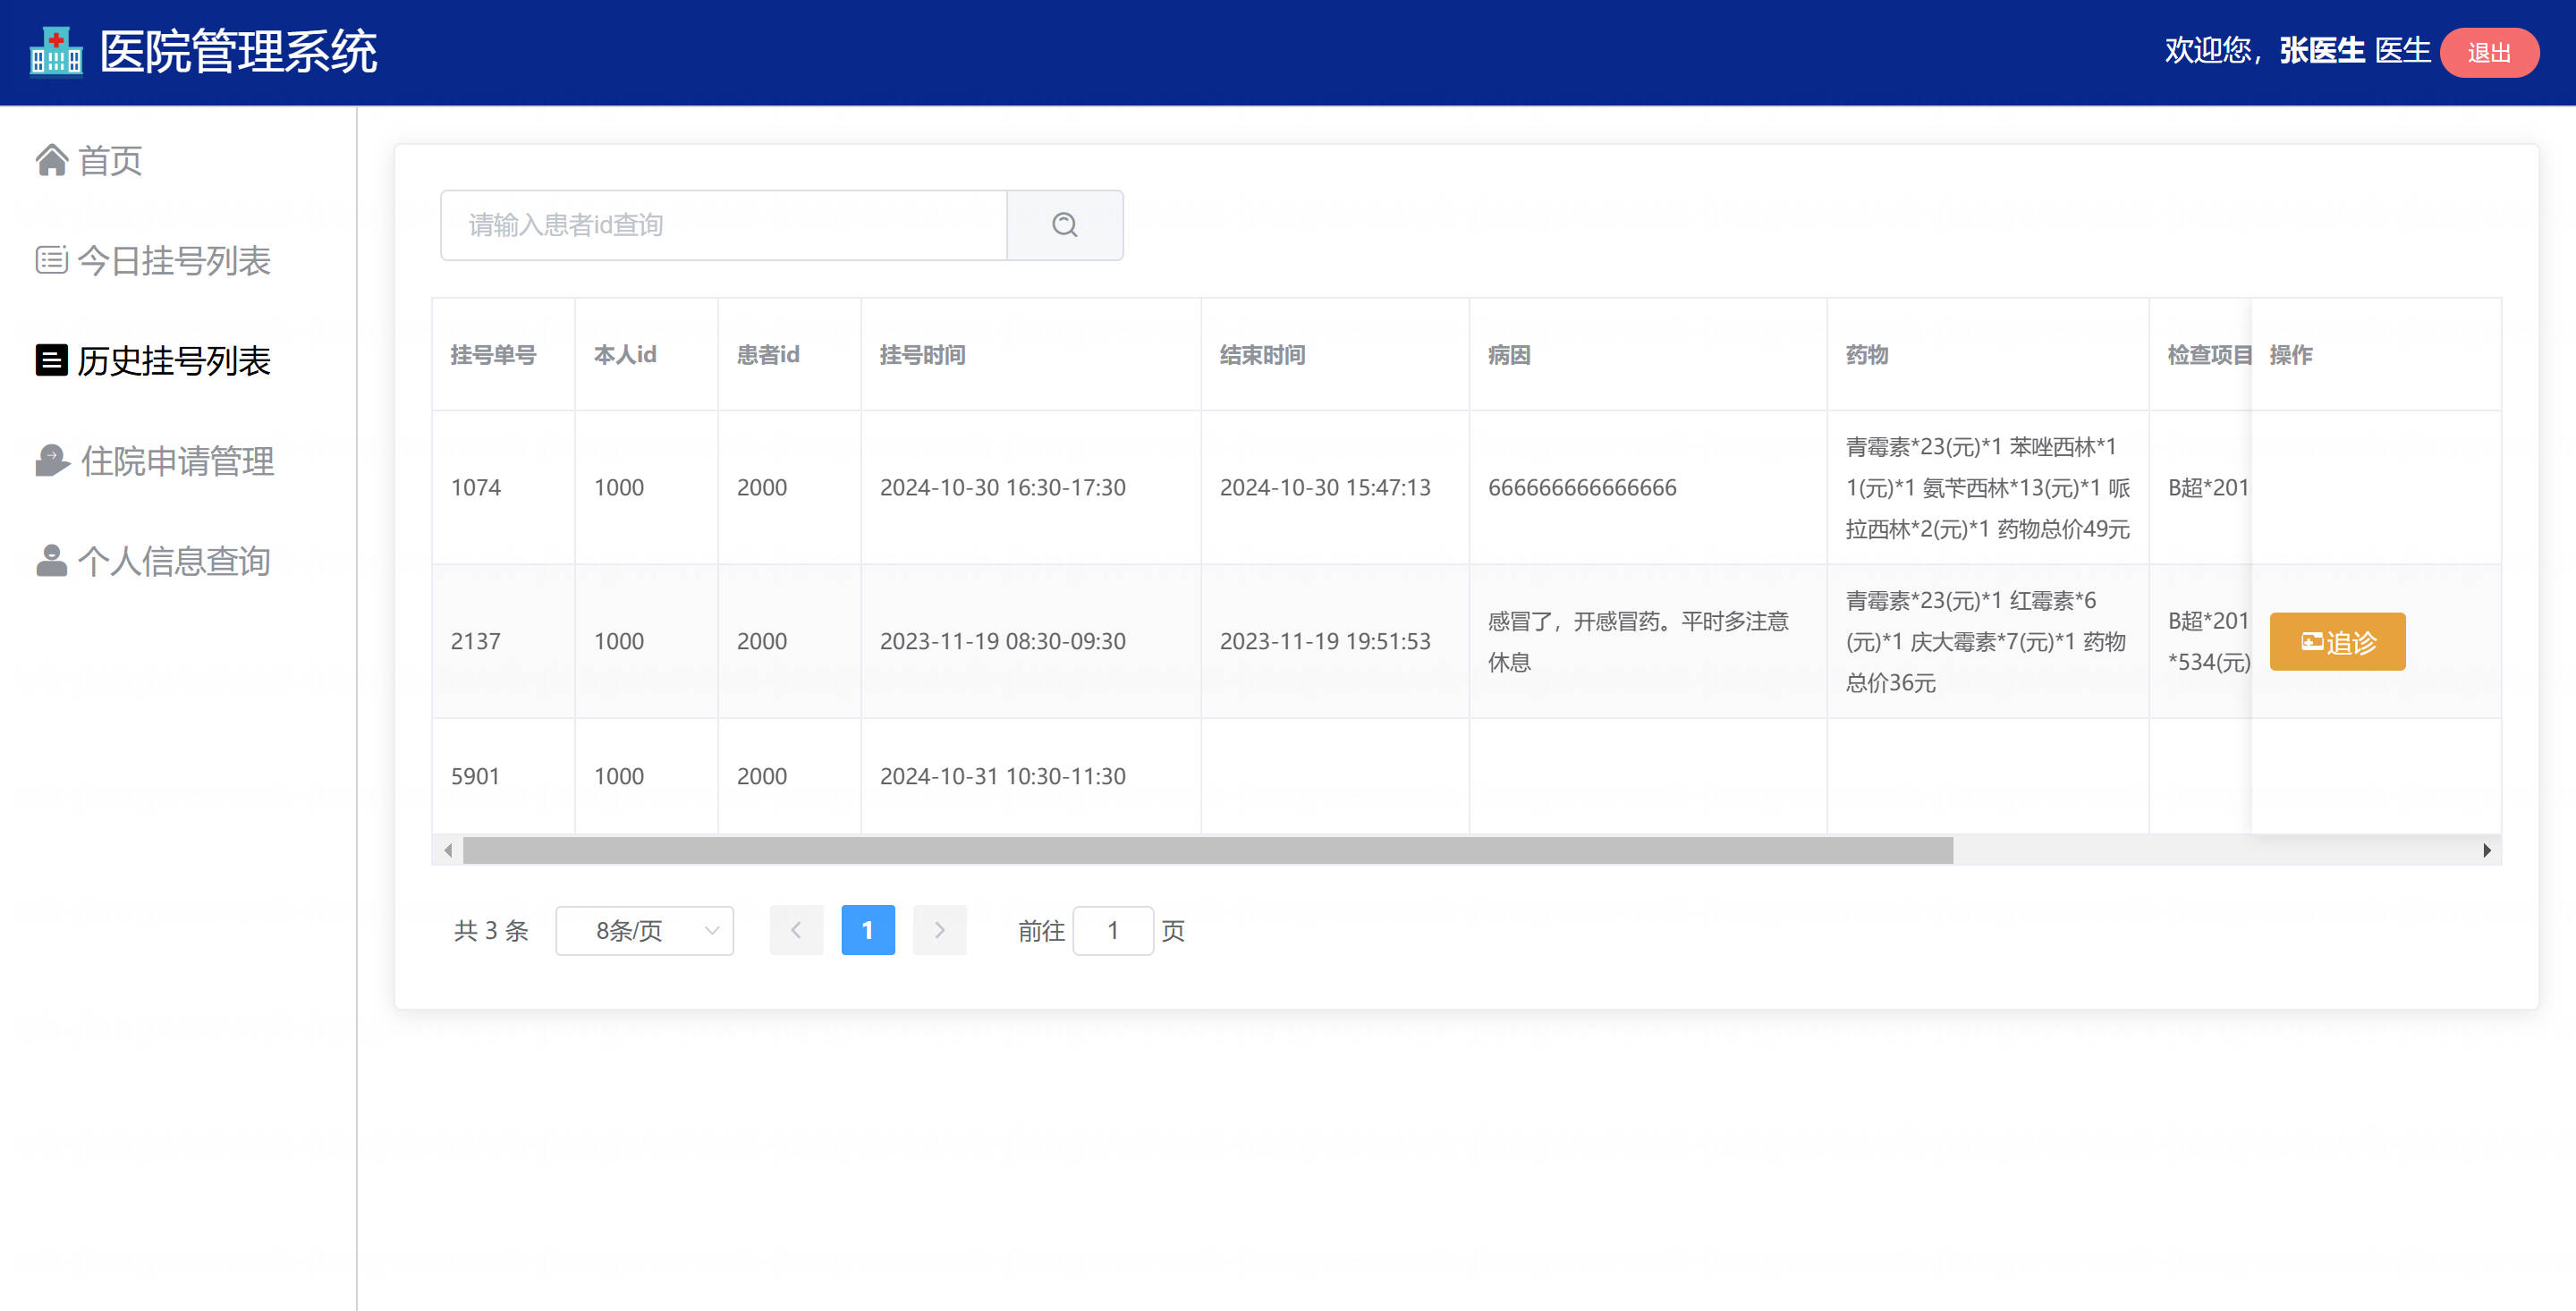 医院管理系统
欢迎您，张医生 医生
退出
首页
今日挂号列表
历史挂号列表
住院申请管理
个人信息查询
请输入患者id查询
挂号单号 本人id 患者id 挂号时间 结束时间 病因 药物 检查项目 操作
1074 1000 2000 2024-10-30 16:30-17:30 2024-10-30 15:47:13 666666666666666
青霉素*23(元)*1 苯唑西林*1
1(元)*1 氨苄西林*13(元)*1 哌
拉西林*2(元)*1 药物总价49元
B超*201
2137 1000 2000 2023-11-19 08:30-09:30 2023-11-19 19:51:53
感冒了，开感冒药。平时多注意
休息
青霉素*23(元)*1 红霉素*6
(元)*1 庆大霉素*7(元)*1 药物
总价36元
B超*201
*534(元)
追诊
5901 1000 2000 2024-10-31 10:30-11:30
共 3 条 8条/页 1 前往 1 页